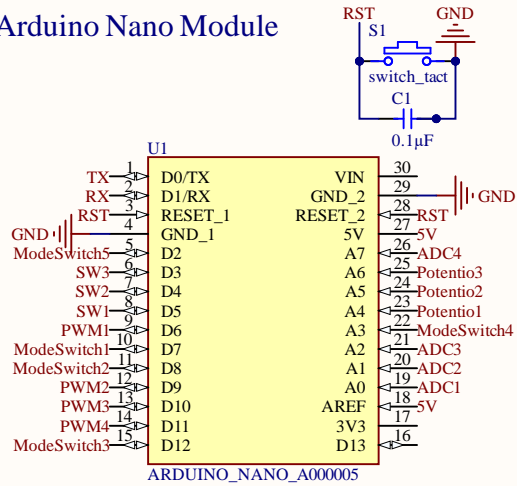 Arduino Nano Module
RST GND
S1
switch_tact
C1
0.1µF
U1
TX 1 D0/TX VIN 30
RX 2 D1/RX GND_2 29 GND
RST 3 RESET_1 RESET_2 28 RST
GND 4 GND_1 5V 27 5V
ModeSwitch5 5 D2 A7 26 ADC4
SW3 6 D3 A6 25 Potentio3
SW2 7 D4 A5 24 Potentio2
SW1 8 D5 A4 23 Potentio1
PWM1 9 D6 A3 22 ModeSwitch4
ModeSwitch1 10 D7 A2 21 ADC3
ModeSwitch2 11 D8 A1 20 ADC2
PWM2 12 D9 A0 19 ADC1
PWM3 13 D10 AREF 18 5V
PWM4 14 D11 3V3 17
ModeSwitch3 15 D12 D13 16
ARDUINO_NANO_A000005